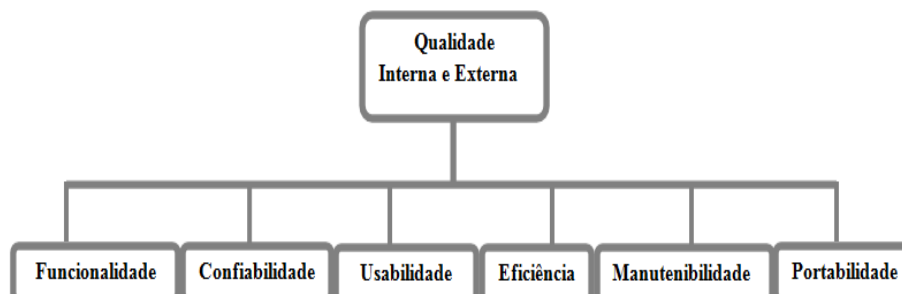 Qualidade
Interna e Externa
Funcionalidade
Confiabilidade
Usabilidade
Eficiência
Manutenibilidade
Portabilidade